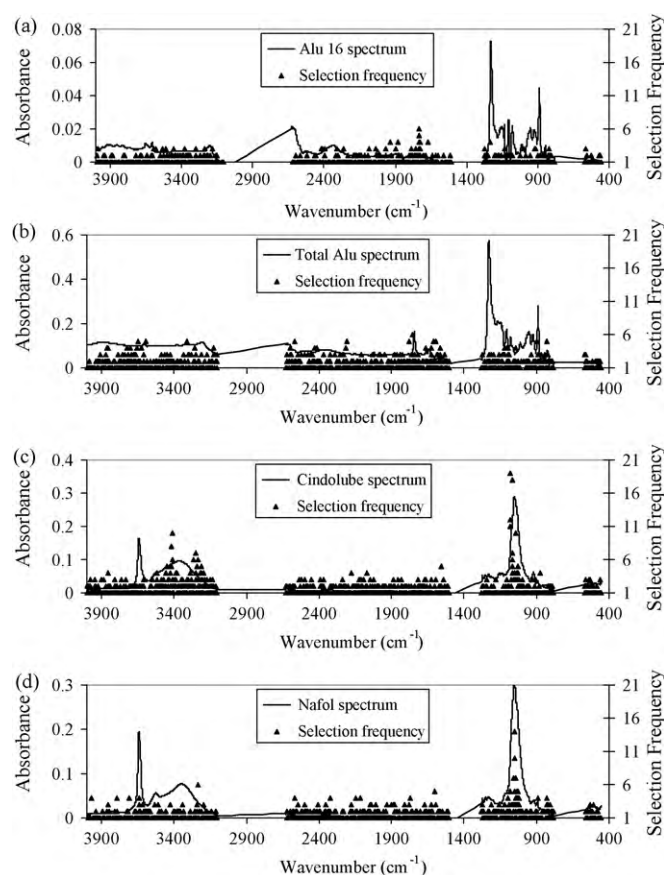 (a)
0.08
0.06
0.04
0.02
0
Absorbance
Alu 16 spectrum
Selection frequency
21
16
11
6
1
Selection Frequency
3900 3400 2900 2400 1900 1400 900 400
Wavenumber (cm-1)
(b)
0.6
0.4
0.2
0
Absorbance
Total Alu spectrum
Selection frequency
21
16
11
6
1
Selection Frequency
3900 3400 2900 2400 1900 1400 900 400
Wavenumber (cm-1)
(c)
0.4
0.3
0.2
0.1
0
Absorbance
Cindolube spectrum
Selection frequency
21
16
11
6
1
Selection Frequency
3900 3400 2900 2400 1900 1400 900 400
Wavenumber (cm-1)
(d)
0.3
0.2
0.1
0
Absorbance
Nafol spectrum
Selection frequency
21
16
11
6
1
Selection Frequency
3900 3400 2900 2400 1900 1400 900 400
Wavenumber (cm-1)